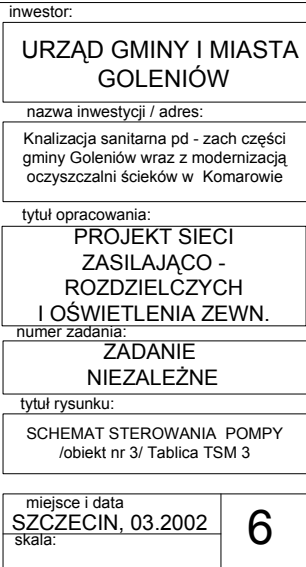 inwestor:
URZĄD GMINY I MIASTA
GOLENIÓW
nazwa inwestycji / adres:
Knalizacja sanitarna pd - zach części
gminy Goleniów wraz z modernizacją
oczyszczalni ścieków w Komarowie
tytuł opracowania:
PROJEKT SIECI
ZASILAJĄCO -
ROZDZIELCZYCH
I OŚWIETLENIA ZEWN.
numer zadania:
ZADANIE
NIEZALEŻNE
tytuł rysunku:
SCHEMAT STEROWANIA POMPY
/obiekt nr 3/ Tablica TSM 3
miejsce i data
SZCZECIN, 03.2002
6
skala: